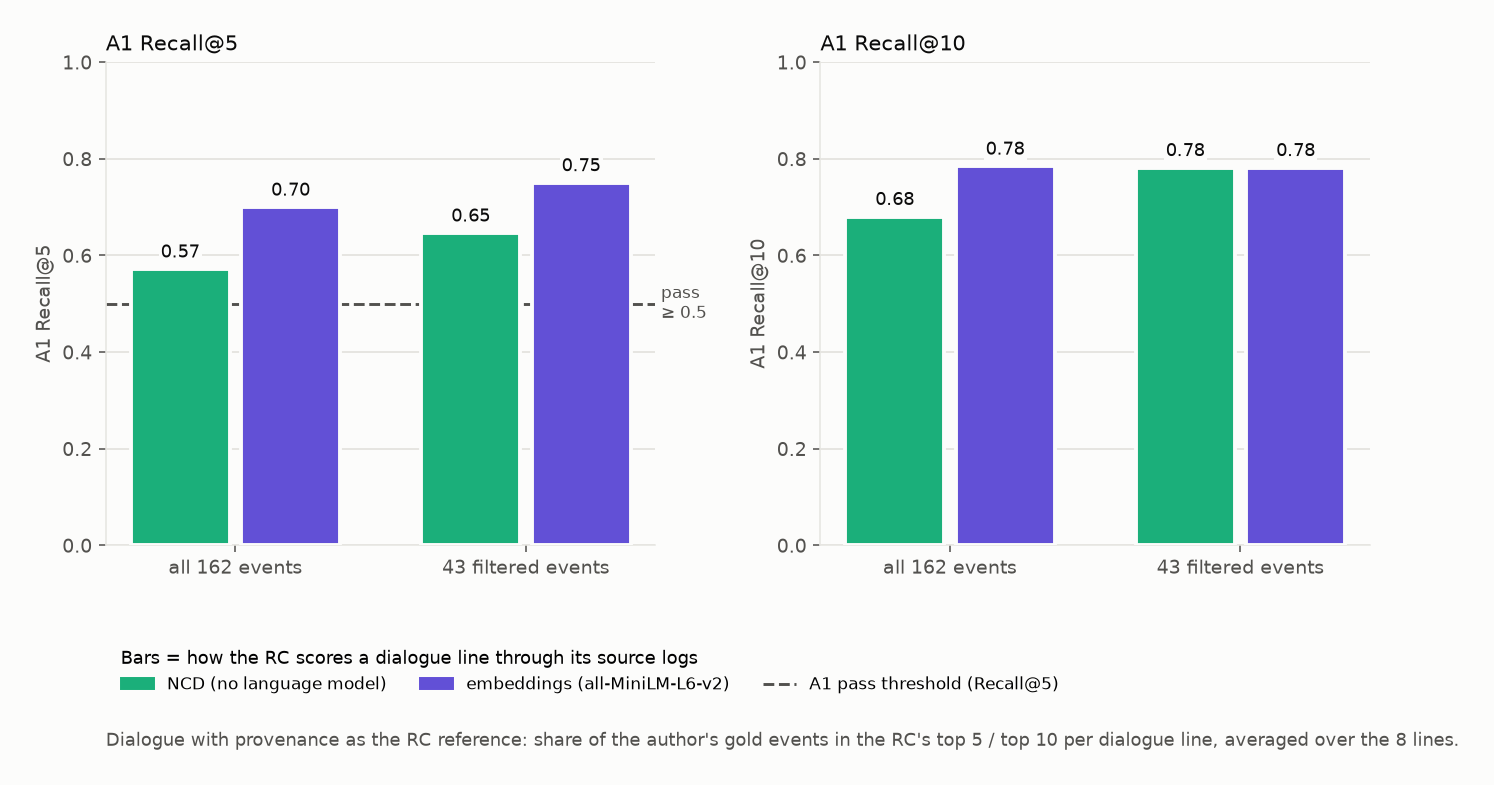 A1 Recall@5
1.0
0.8
0.6
0.4
0.2
0.0
A1 Recall@5
0.57
0.70
0.65
0.75
pass
≥ 0.5
all 162 events
43 filtered events
A1 Recall@10
1.0
0.8
0.6
0.4
0.2
0.0
A1 Recall@10
0.68
0.78
0.78
0.78
all 162 events
43 filtered events
Bars = how the RC scores a dialogue line through its source logs
NCD (no language model)
embeddings (all-MiniLM-L6-v2)
A1 pass threshold (Recall@5)
Dialogue with provenance as the RC reference: share of the author's gold events in the RC's top 5 / top 10 per dialogue line, averaged over the 8 lines.